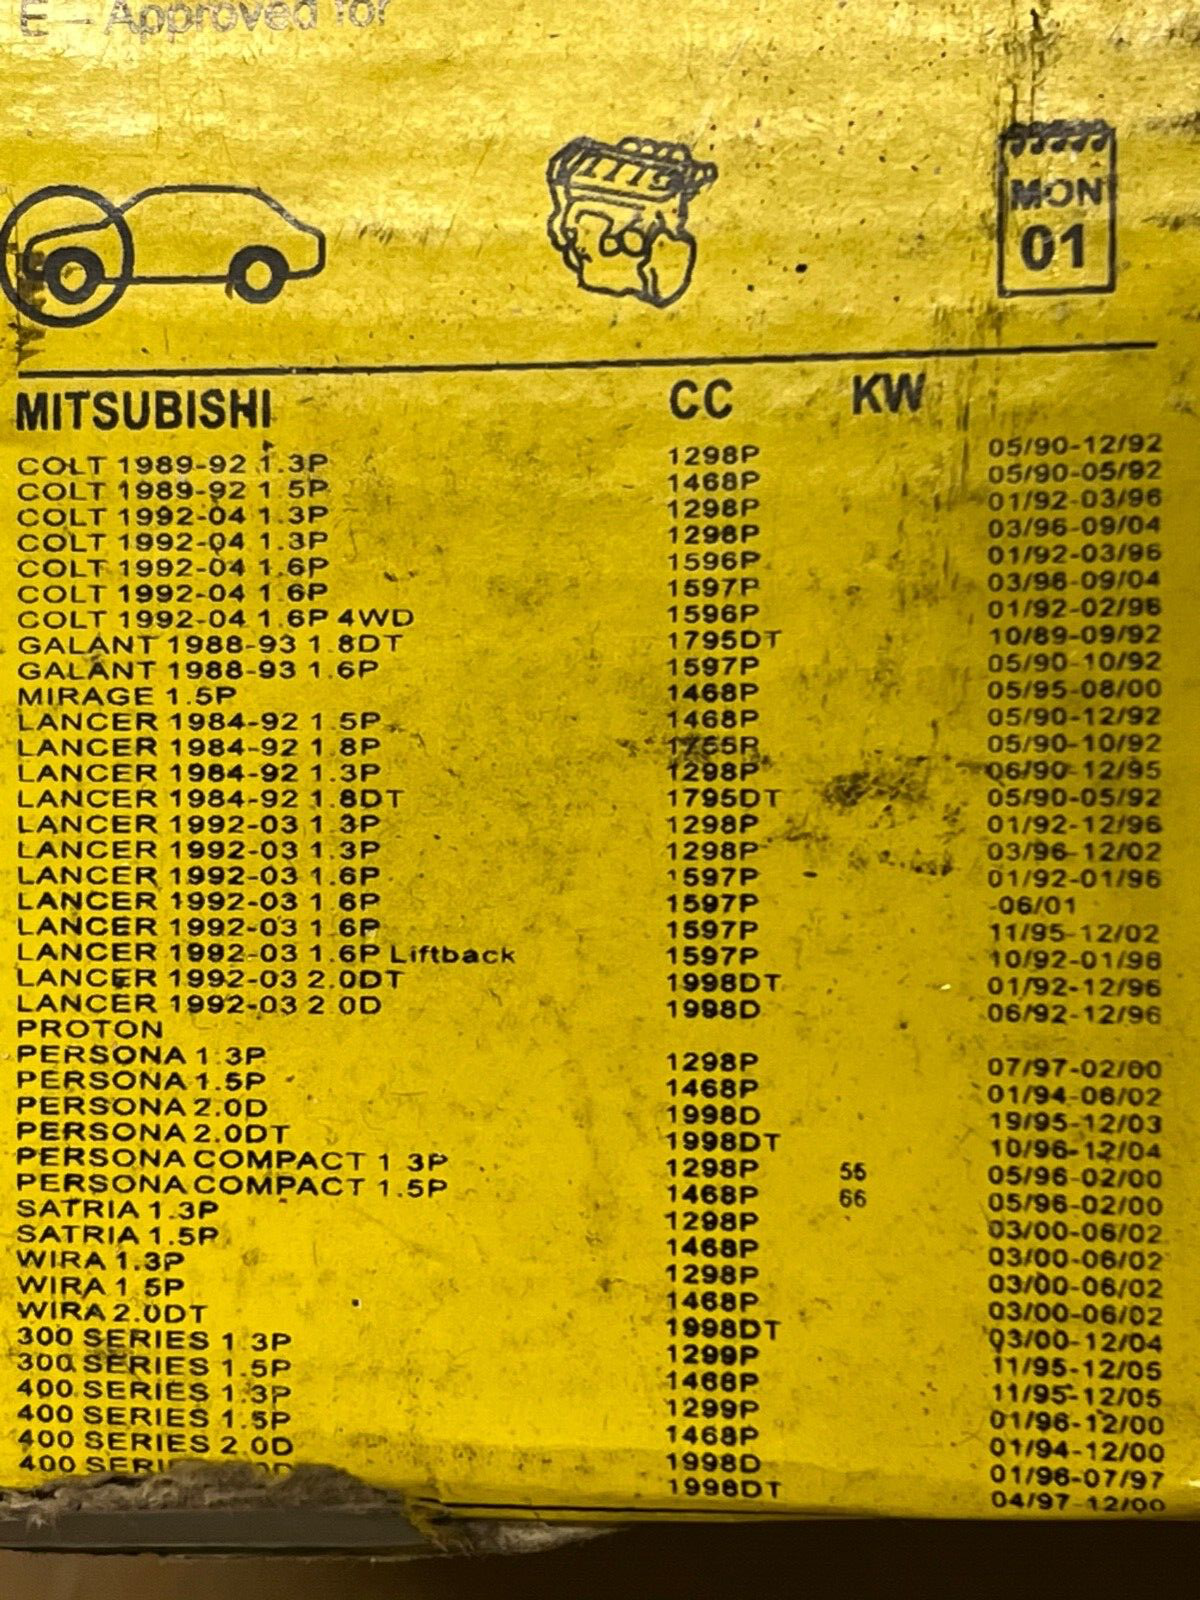 E - Approved for
MON
01
MITSUBISHI CC KW
COLT 1989-92 1.3P 1298P 05/90-12/92
COLT 1989-92 1.5P 1468P 05/90-05/92
COLT 1992-04 1.3P 1298P 01/92-03/96
COLT 1992-04 1.3P 1298P 03/96-09/04
COLT 1992-04 1.6P 1596P 01/92-03/96
COLT 1992-04 1.6P 1597P 03/96-09/04
COLT 1992-04 1.6P 4WD 1596P 01/92-02/96
GALANT 1988-93 1.8DT 1795DT 10/89-09/92
GALANT 1988-93 1.6P 1597P 05/90-10/92
MIRAGE 1.5P 1468P 05/95-08/00
LANCER 1984-92 1.5P 1468P 05/90-12/92
LANCER 1984-92 1.8P 1755P 05/90-10/92
LANCER 1984-92 1.3P 1298P 06/90-12/95
LANCER 1984-92 1.8DT 1795DT 05/90-05/92
LANCER 1992-03 1.3P 1298P 01/92-12/96
LANCER 1992-03 1.3P 1298P 03/96-12/02
LANCER 1992-03 1.6P 1597P 01/92-01/96
LANCER 1992-03 1.6P 1597P -06/01
LANCER 1992-03 1.6P 1597P 11/95-12/02
LANCER 1992-03 1.6P Liftback 1597P 10/92-01/98
LANCER 1992-03 2.0DT 1998DT 01/92-12/96
LANCER 1992-03 2.0D 1998D 06/92-12/96
PROTON
PERSONA 1.3P 1298P 07/97-02/00
PERSONA 1.5P 1468P 01/94-06/02
PERSONA 2.0D 1998D 19/95-12/03
PERSONA 2.0DT 1998DT 10/96-12/04
PERSONA COMPACT 1.3P 1298P 55 05/96-02/00
PERSONA COMPACT 1.5P 1468P 66 05/96-02/00
SATRIA 1.3P 1298P 03/00-06/02
SATRIA 1.5P 1468P 03/00-06/02
WIRA 1.3P 1298P 03/00-06/02
WIRA 1.5P 1468P 03/00-06/02
WIRA 2.0DT 1998DT 03/00-12/04
300 SERIES 1.3P 1299P 11/95-12/05
300 SERIES 1.5P 1468P 11/95-12/05
400 SERIES 1.3P 1299P 01/96-12/00
400 SERIES 1.5P 1468P 01/94-12/00
400 SERIES 2.0D 1998D 01/96-07/97
400 1998DT 04/97-12/00